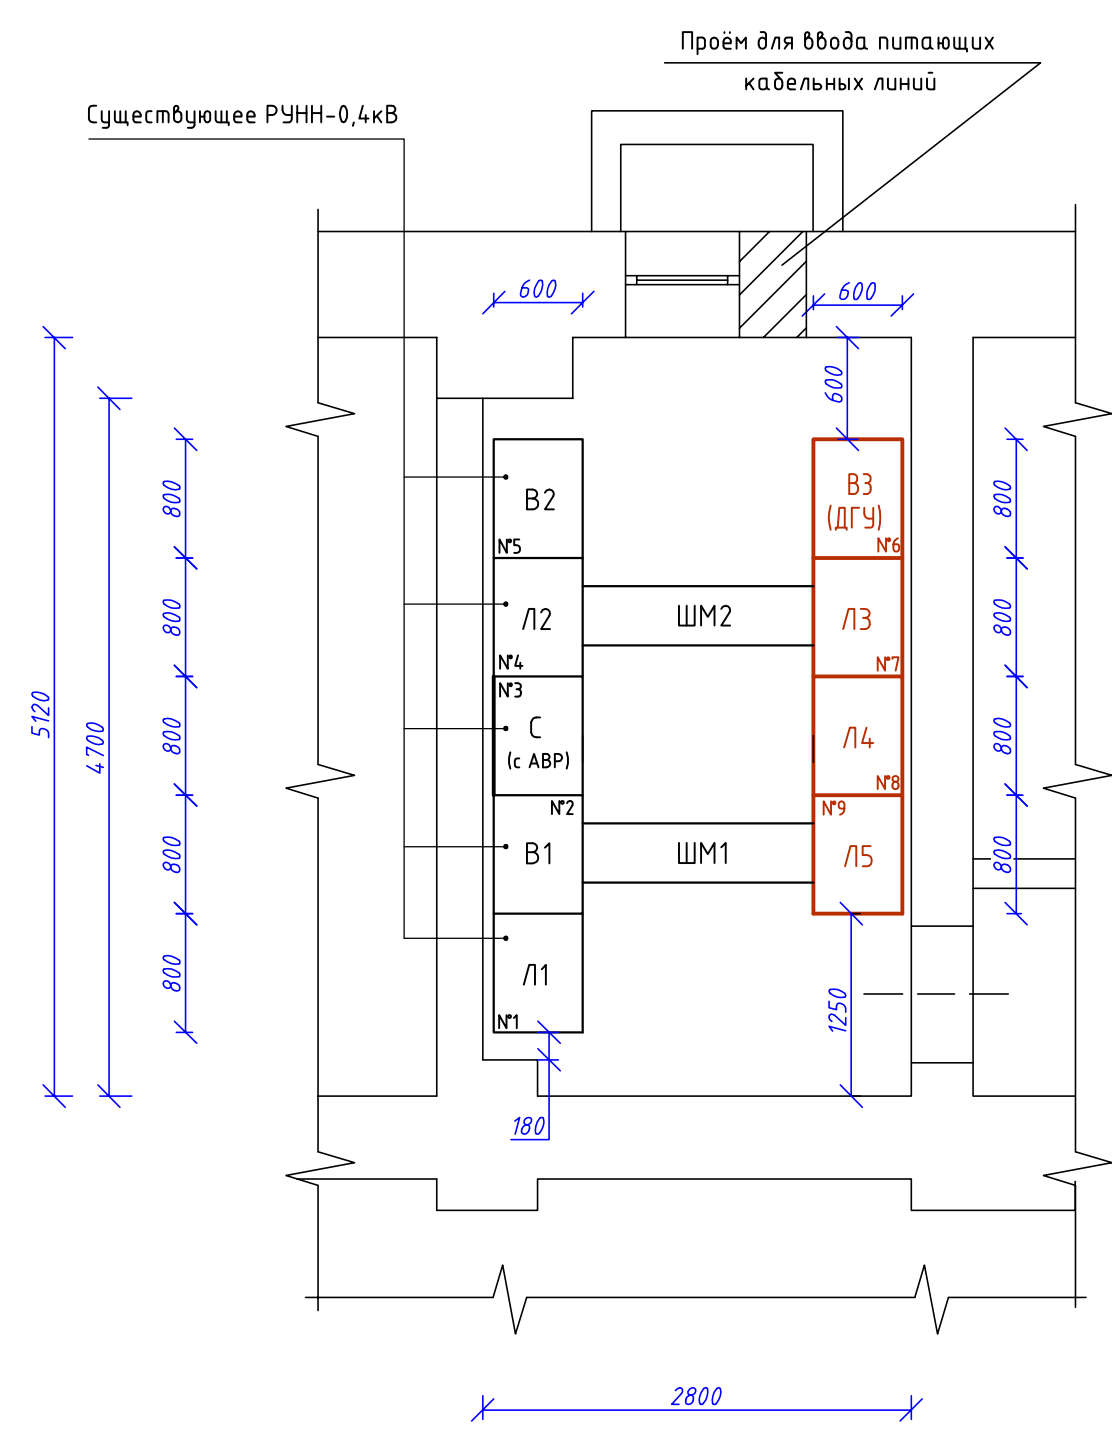 Проём для ввода питающих
кабельных линий
Существующее РУНН-0,4кВ
600
600
600
В2
№5
Л2
№4
№3
С
(с АВР)
№2
В1
Л1
№1
ШМ2
ШМ1
В3
(ДГУ)
№6
Л3
№7
Л4
№8
№9
Л5
5120
4700
800
800
800
800
800
800
800
800
800
1250
180
2800